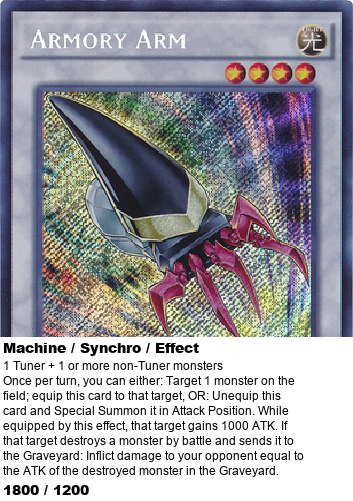 Armory Arm
光
Machine / Synchro / Effect
1 Tuner + 1 or more non-Tuner monsters
Once per turn, you can either: Target 1 monster on the
field; equip this card to that target, OR: Unequip this
card and Special Summon it in Attack Position. While
equipped by this effect, that target gains 1000 ATK. If
that target destroys a monster by battle and sends it to
the Graveyard: Inflict damage to your opponent equal to
the ATK of the destroyed monster in the Graveyard.
1800 / 1200